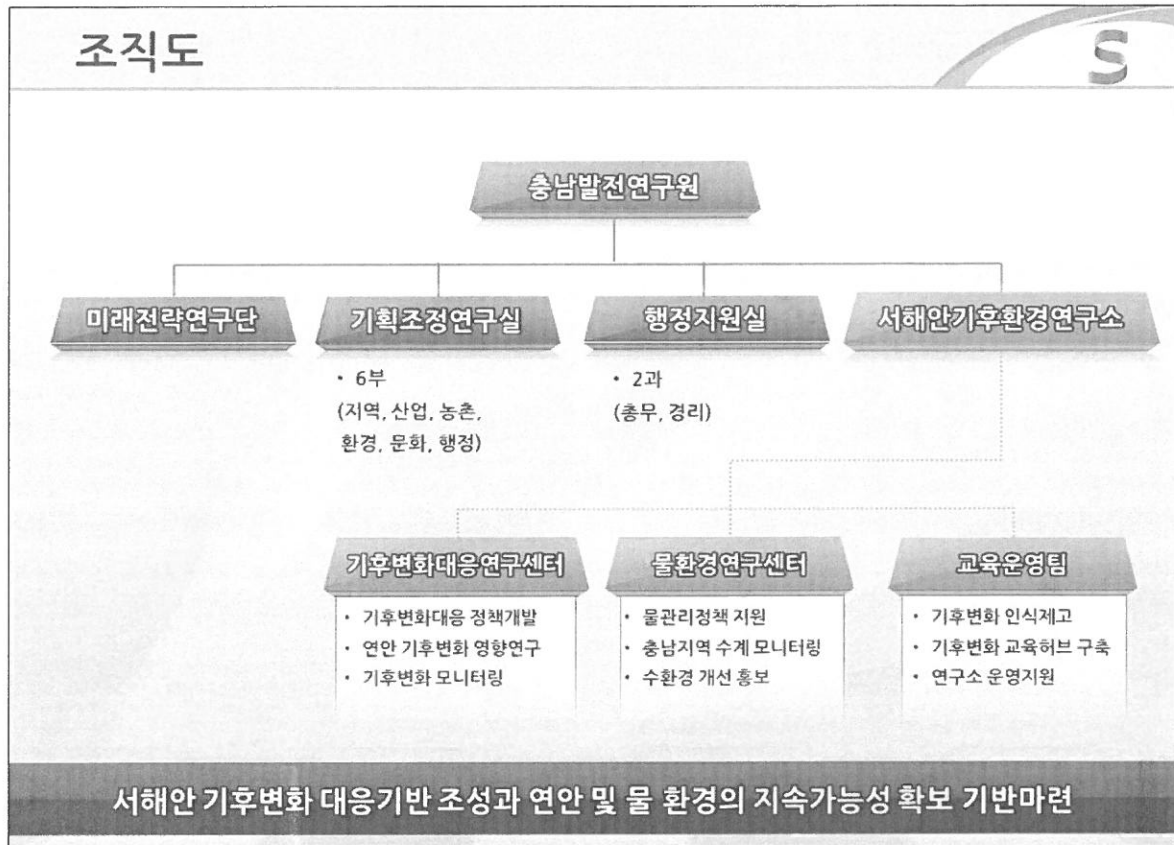 조직도
S
충남발전연구원
미래전략연구단
기획조정연구실
행정지원실
서해안기후환경연구소
• 6부
(지역, 산업, 농촌,
환경, 문화, 행정)
• 2과
(총무, 경리)
기후변화대응연구센터
• 기후변화대응 정책개발
• 연안 기후변화 영향연구
• 기후변화 모니터링
물환경연구센터
• 물관리정책 지원
• 충남지역 수계 모니터링
• 수환경 개선 홍보
교육운영팀
• 기후변화 인식제고
• 기후변화 교육허브 구축
• 연구소 운영지원
서해안 기후변화 대응기반 조성과 연안 및 물 환경의 지속가능성 확보 기반마련